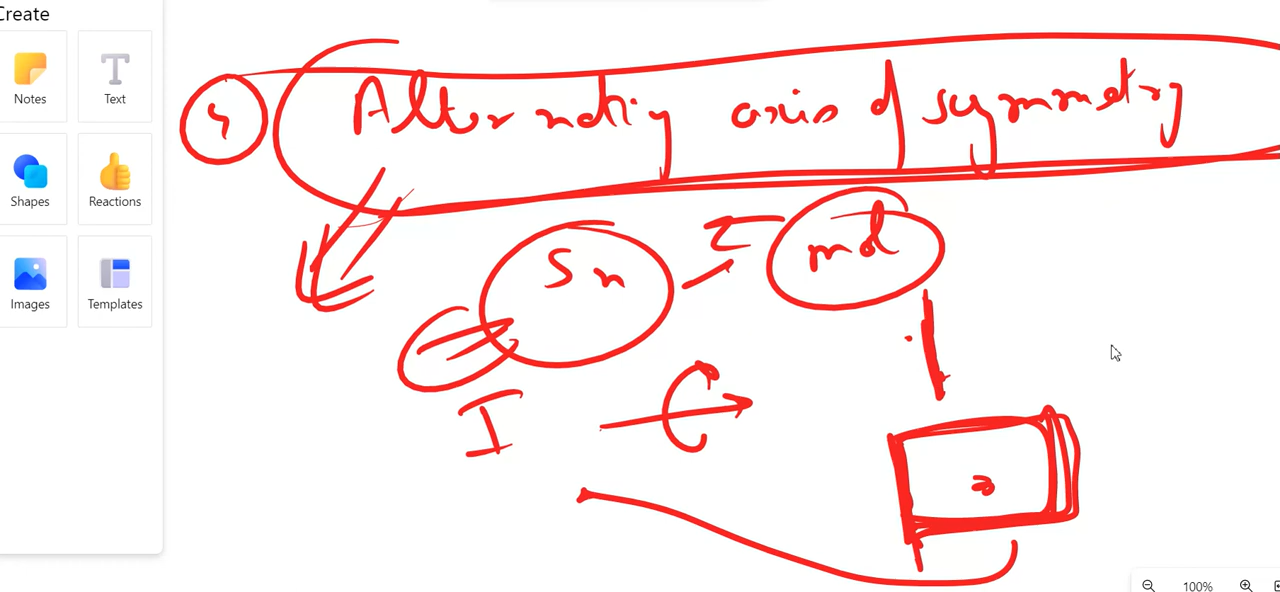 Create
Notes Text
Shapes Reactions
Images Templates
4 Alternating axis of symmetry
Sn md
I
100%